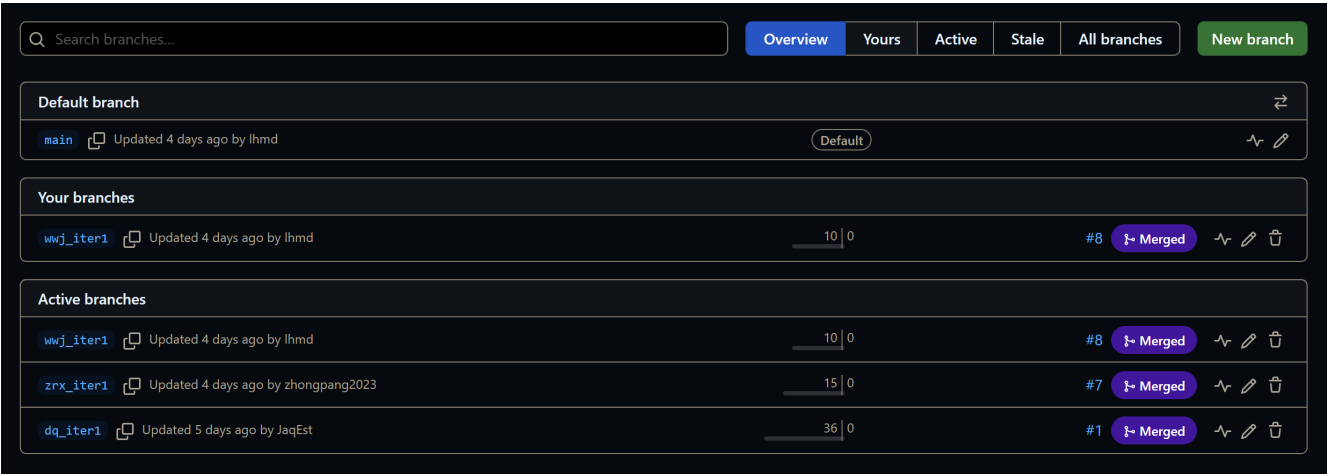 Search branches...
Overview Yours Active Stale All branches New branch
Default branch
main Updated 4 days ago by lhmd Default
Your branches
wwj_iter1 Updated 4 days ago by lhmd 10 0 #8 Merged
Active branches
wwj_iter1 Updated 4 days ago by lhmd 10 0 #8 Merged
zrx_iter1 Updated 4 days ago by zhongpang2023 15 0 #7 Merged
dq_iter1 Updated 5 days ago by JaqEst 36 0 #1 Merged